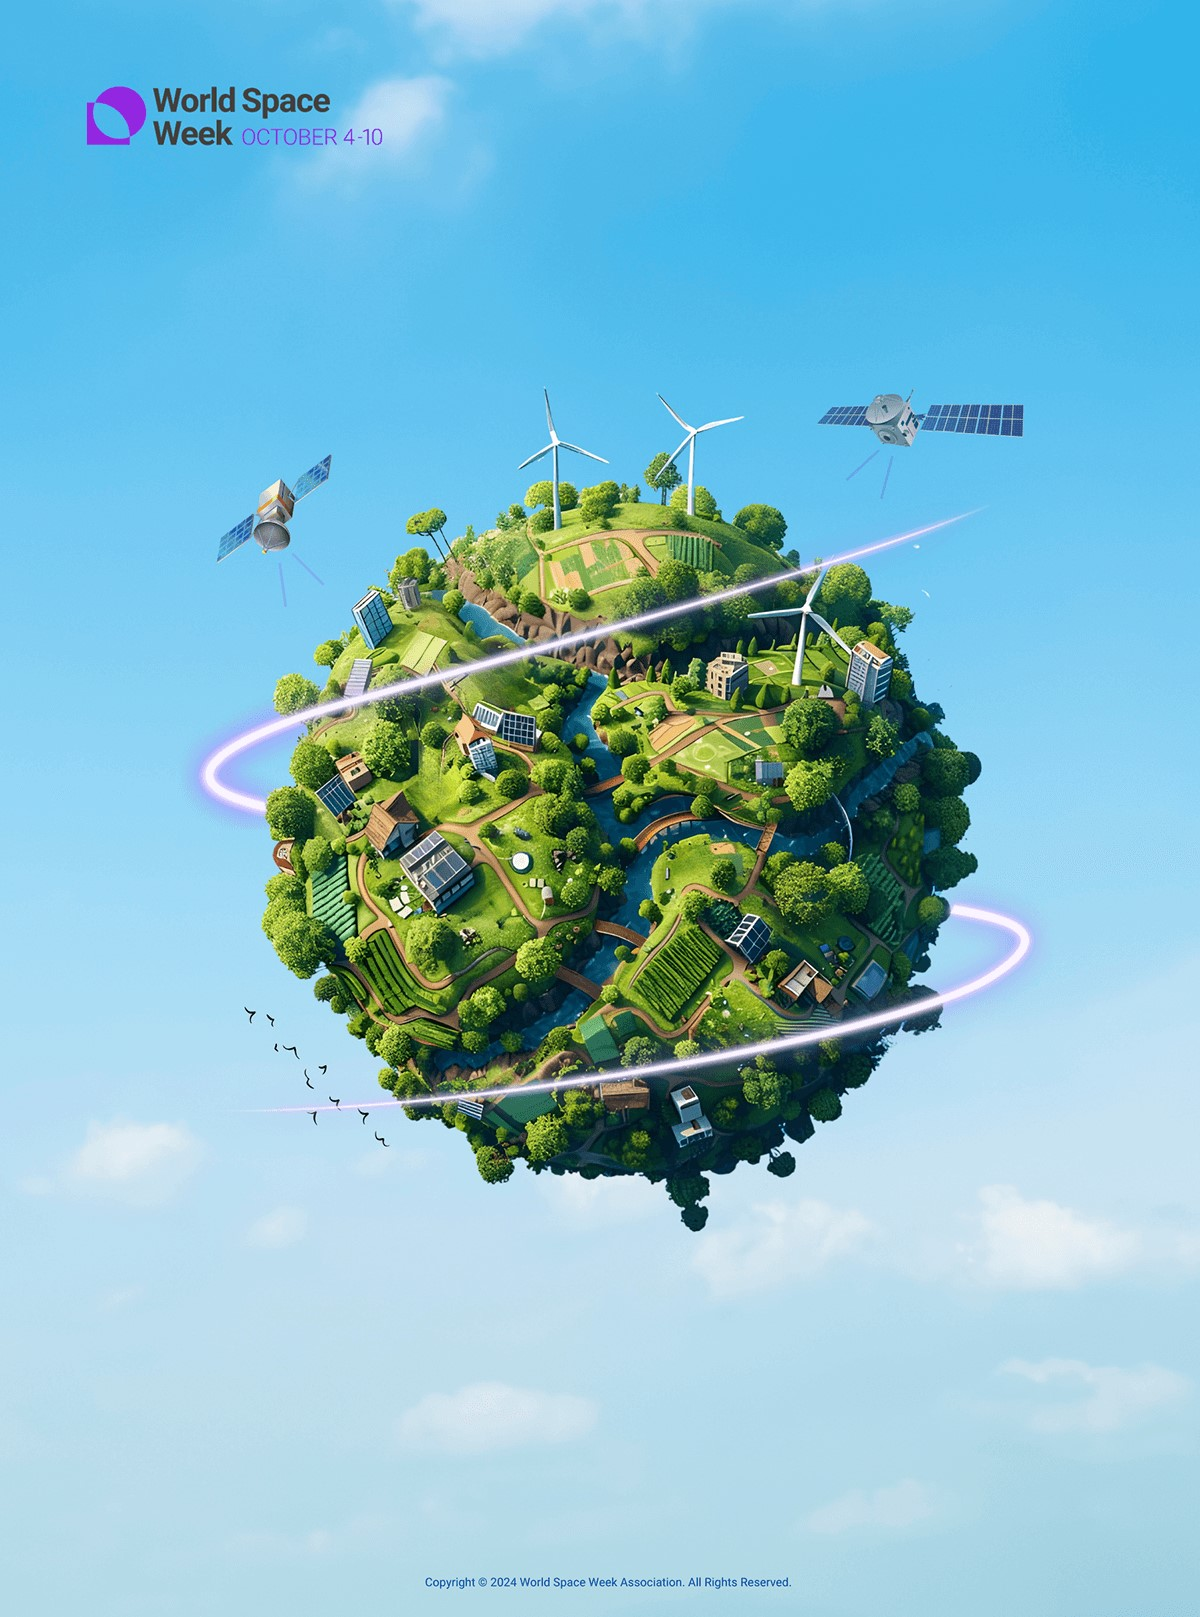 World Space
Week OCTOBER 4-10
Copyright © 2024 World Space Week Association. All Rights Reserved.